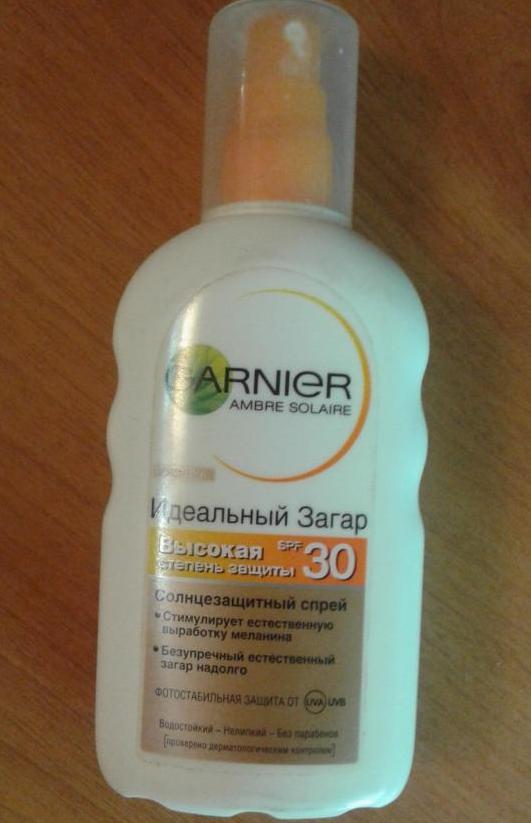 GARNIER
AMBRE SOLAIRE
Идеальный Загар
Высокая
степень защиты
SPF 30
Солнцезащитный спрей
• Стимулирует естественную
выработку меланина
• Безупречный естественный
загар надолго
ФОТОСТАБИЛЬНАЯ ЗАЩИТА ОТ UVA UVB
Водостойкий – Нелипкий – Без парабенов
[проверено дерматологическим контролем]